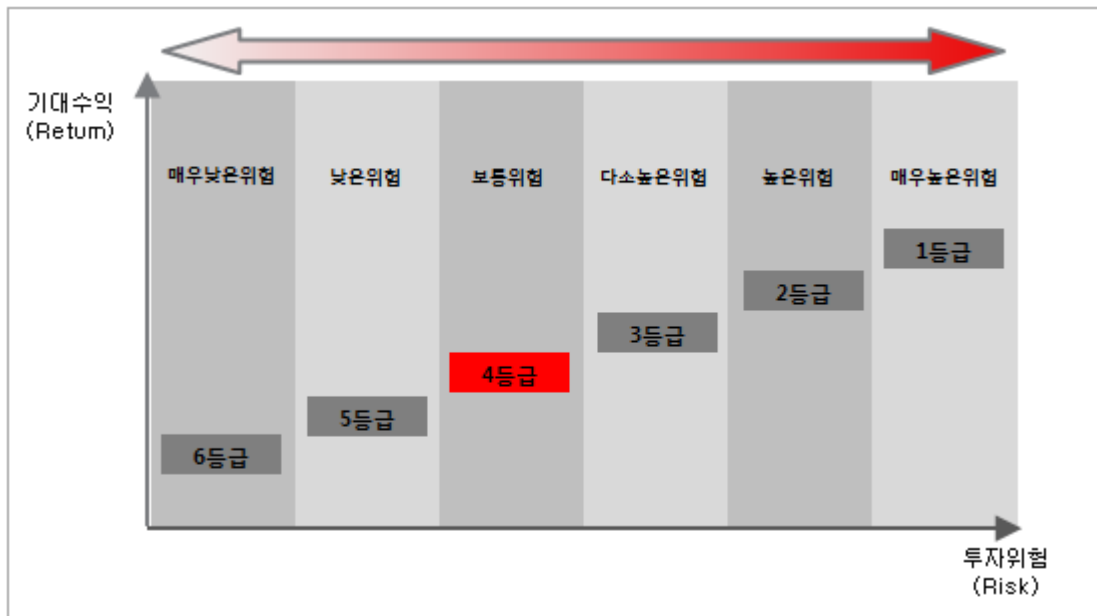 기대수익
(Retum)
매우낮은위험
낮은위험
보통위험
다소높은위험
높은위험
매우높은위험
1등급
2등급
3등급
4등급
5등급
6등급
투자위험
(Risk)